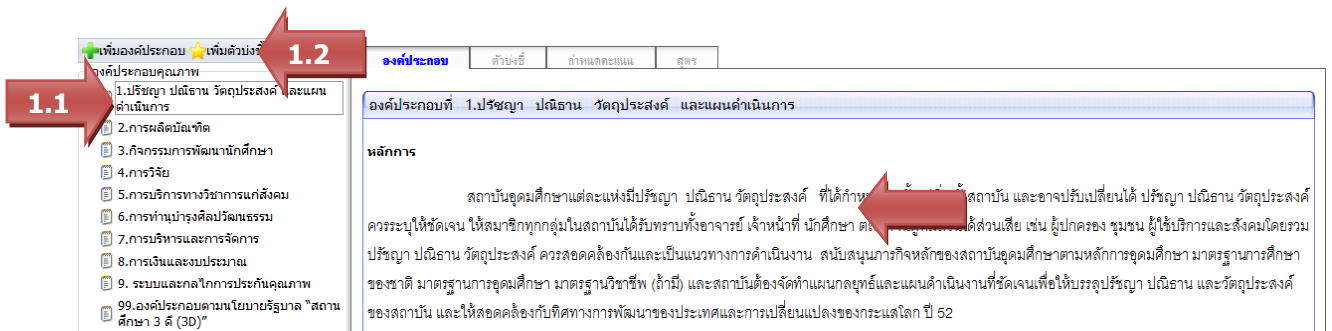 เพิ่มองค์ประกอบ เพิ่มตัวบ่งชี้
1.2
องค์ประกอบคุณภาพ
1.1
1.ปรัชญา ปณิธาน วัตถุประสงค์ และแผน
ดำเนินการ
2.การผลิตบัณฑิต
3.กิจกรรมการพัฒนานักศึกษา
4.การวิจัย
5.การบริการทางวิชาการแก่สังคม
6.การทำนุบำรุงศิลปวัฒนธรรม
7.การบริหารและการจัดการ
8.การเงินและงบประมาณ
9. ระบบและกลไกการประกันคุณภาพ
99.องค์ประกอบตามนโยบายรัฐบาล "สถาน
ศึกษา 3 ดี (3D)"
องค์ประกอบ ตัวบ่งชี้ กำหนดคะแนน สูตร
องค์ประกอบที่ 1.ปรัชญา ปณิธาน วัตถุประสงค์ และแผนดำเนินการ
หลักการ
สถาบันอุดมศึกษาแต่ละแห่งมีปรัชญา ปณิธาน วัตถุประสงค์ ที่ได้กำหนด สถาบัน และอาจปรับเปลี่ยนได้ ปรัชญา ปณิธาน วัตถุประสงค์
ควรระบุให้ชัดเจน ให้สมาชิกทุกกลุ่มในสถาบันได้รับทราบทั้งอาจารย์ เจ้าหน้าที่ นักศึกษา ได้ส่วนเสีย เช่น ผู้ปกครอง ชุมชน ผู้ใช้บริการและสังคมโดยรวม
ปรัชญา ปณิธาน วัตถุประสงค์ ควรสอดคล้องกันและเป็นแนวทางการดำเนินงาน สนับสนุนภารกิจหลักของสถาบันอุดมศึกษาตามหลักการอุดมศึกษา มาตรฐานการศึกษา
ของชาติ มาตรฐานการอุดมศึกษา มาตรฐานวิชาชีพ (ถ้ามี) และสถาบันต้องจัดทำแผนกลยุทธ์และแผนดำเนินงานที่ชัดเจนเพื่อให้บรรลุปรัชญา ปณิธาน และวัตถุประสงค์
ของสถาบัน และให้สอดคล้องกับทิศทางการพัฒนาของประเทศและการเปลี่ยนแปลงของกระแสโลก ปี 52